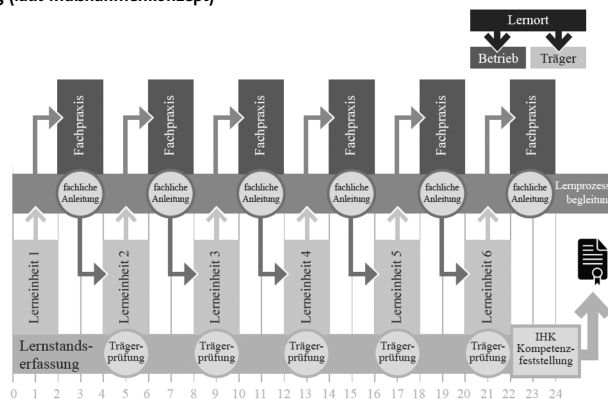 g (laut Maßnahmenkonzept)
Lernort
Betrieb
Träger
Fachpraxis
Fachpraxis
Fachpraxis
Fachpraxis
Fachpraxis
Fachpraxis
fachliche
Anleitung
fachliche
Anleitung
fachliche
Anleitung
fachliche
Anleitung
fachliche
Anleitung
fachliche
Anleitung
Lernprozess
begleitun
Lerneinheit 1
Lerneinheit 2
Lerneinheit 3
Lerneinheit 4
Lerneinheit 5
Lerneinheit 6
Lernstands-
erfassung
Träger-
prüfung
Träger-
prüfung
Träger-
prüfung
Träger-
prüfung
Träger-
prüfung
IHK
Kompetenz-
feststellung
0 1 2 3 4 5 6 7 8 9 10 11 12 13 14 15 16 17 18 19 20 21 22 23 24